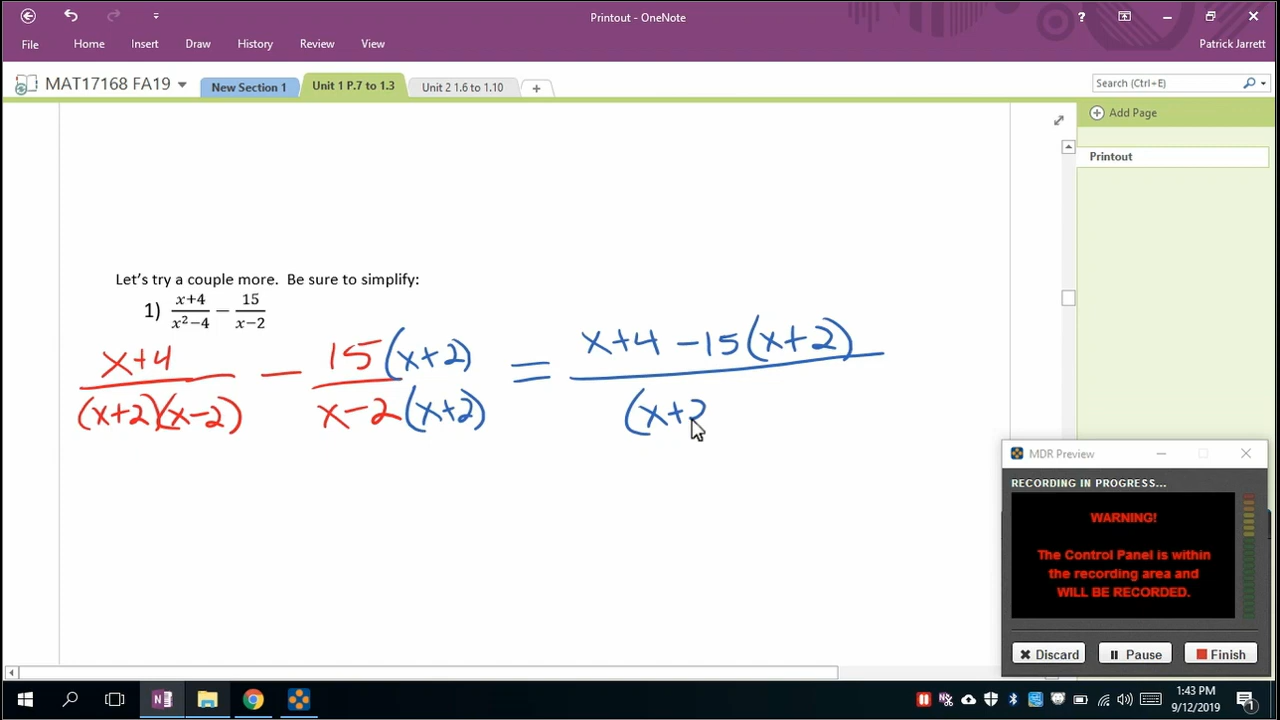 Printout - OneNote
?
File Home Insert Draw History Review View
Patrick Jarrett
MAT17168 FA19
New Section 1
Unit 1 P.7 to 1.3
Unit 2 1.6 to 1.10
+
Search (Ctrl+E)
Add Page
Printout
Let's try a couple more. Be sure to simplify:
1) x+4/x²−4 − 15/x−2
x+4/(x+2)(x−2) − 15(x+2)/x−2(x+2) = x+4 −15(x+2)/(x+2
MDR Preview
RECORDING IN PROGRESS...
WARNING!
The Control Panel is within
the recording area and
WILL BE RECORDED.
Discard
Pause
Finish
1:43 PM
9/12/2019
1